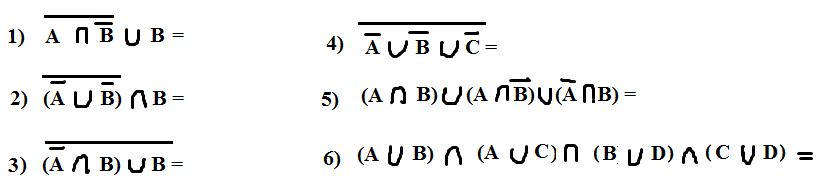 1) A ∩ B̅ ∪ B =
2) (A̅ ∪ B̅) ∩ B =
3) (A̅ ∩ B) ∪ B =
4) A̅ ∪ B̅ ∪ C̅ =
5) (A ∩ B) ∪ (A ∩ B̅) ∪ (A̅ ∩ B) =
6) (A ∪ B) ∩ (A ∪ C) ∩ (B ∪ D) ∩ (C ∪ D) =